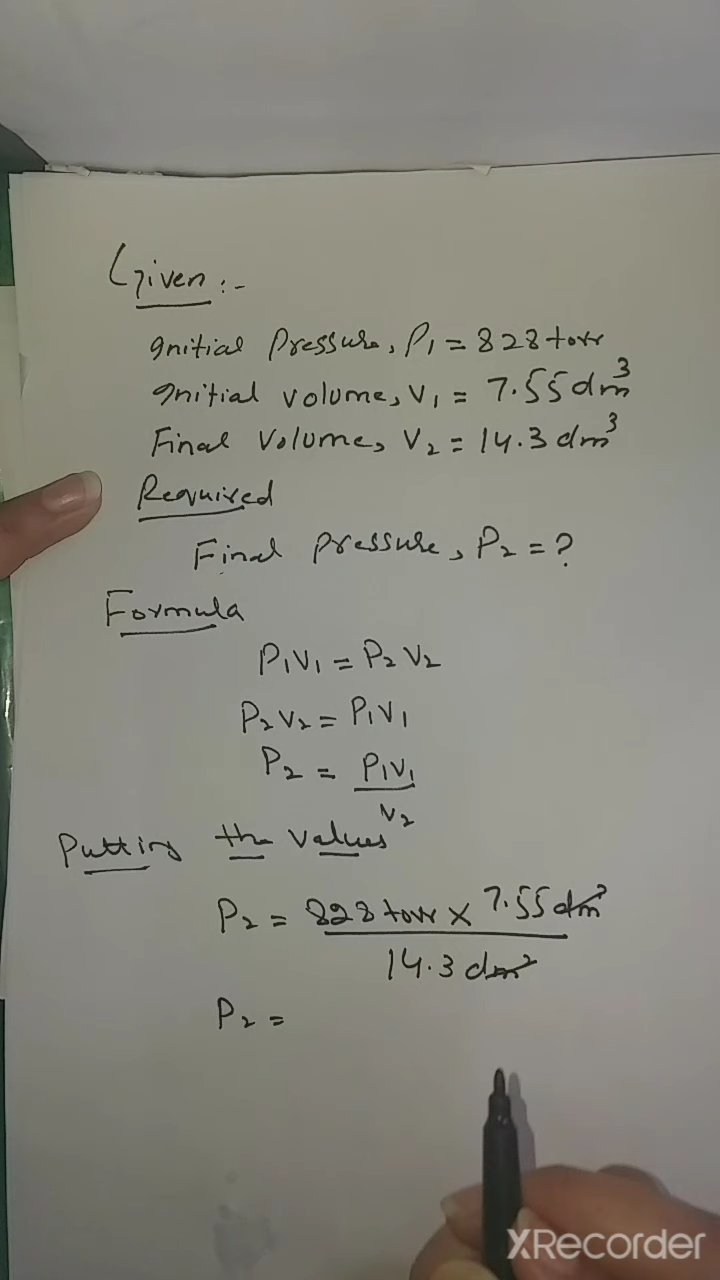 Given :-
Initial Pressure, P₁ = 828 torr
Initial volume, V₁ = 7.55 dm³
Final Volume, V₂ = 14.3 dm³
Required
Final pressure, P₂ = ?
Formula
P₁V₁ = P₂V₂
P₂V₂ = P₁V₁
P₂ = P₁V₁
V₂
Putting the values
P₂ = 828 torr × 7.55 dm³
14.3 dm³
P₂ =
XRecorder